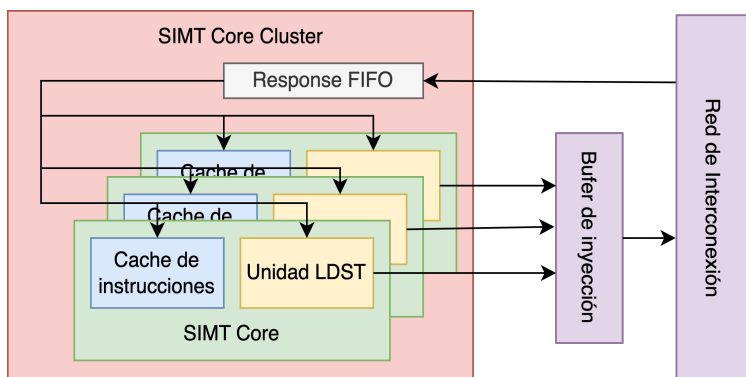 SIMT Core Cluster
Response FIFO
Cache de
Cache de
Cache de
instrucciones
Unidad LDST
SIMT Core
Bufer de inyección
Red de Interconexión